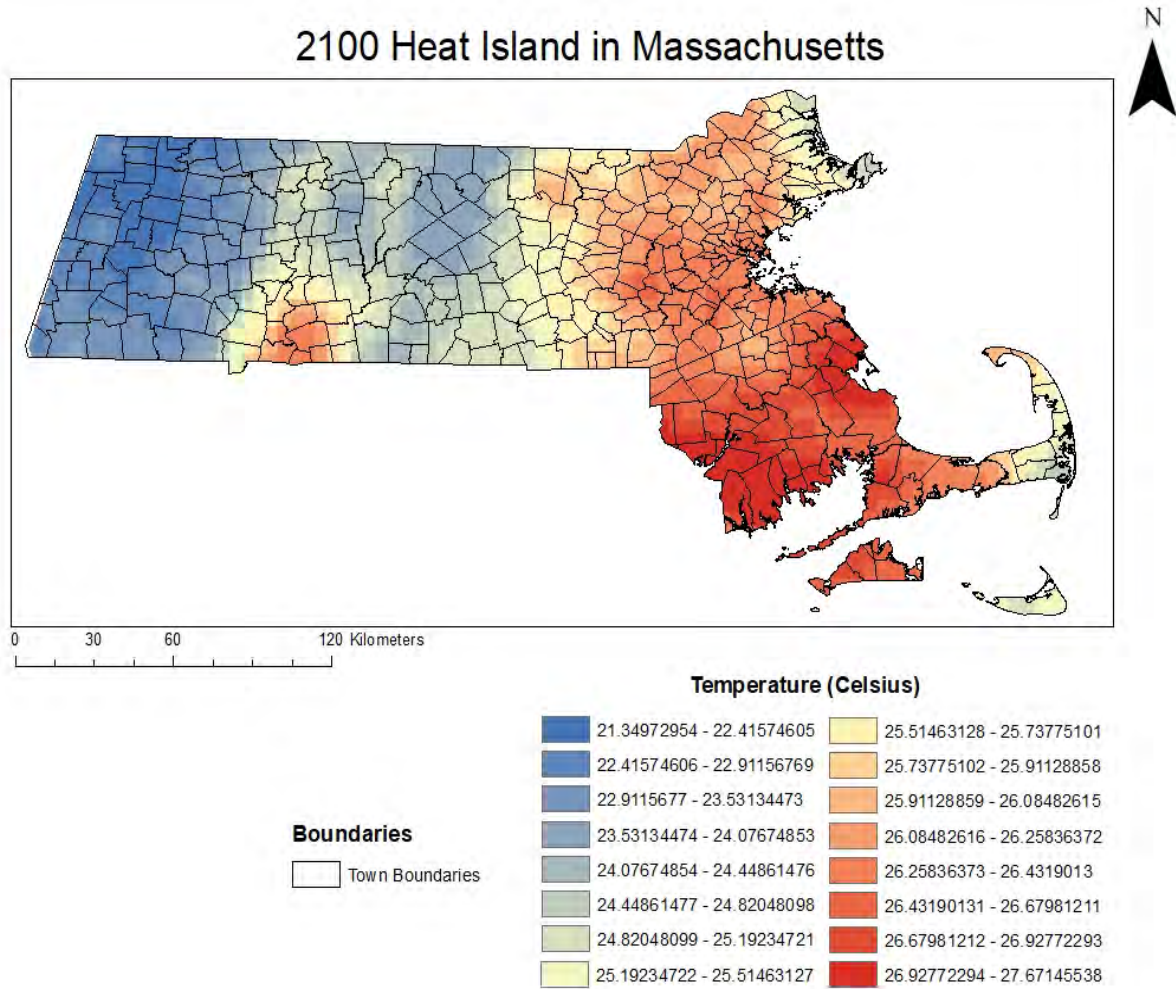 N
2100 Heat Island in Massachusetts
0 30 60 120 Kilometers
Temperature (Celsius)
21.34972954 - 22.41574605
22.41574606 - 22.91156769
22.9115677 - 23.53134473
23.53134474 - 24.07674853
24.07674854 - 24.44861476
24.44861477 - 24.82048098
24.82048099 - 25.19234721
25.19234722 - 25.51463127
25.51463128 - 25.73775101
25.73775102 - 25.91128858
25.91128859 - 26.08482615
26.08482616 - 26.25836372
26.25836373 - 26.4319013
26.43190131 - 26.67981211
26.67981212 - 26.92772293
26.92772294 - 27.67145538
Boundaries
Town Boundaries